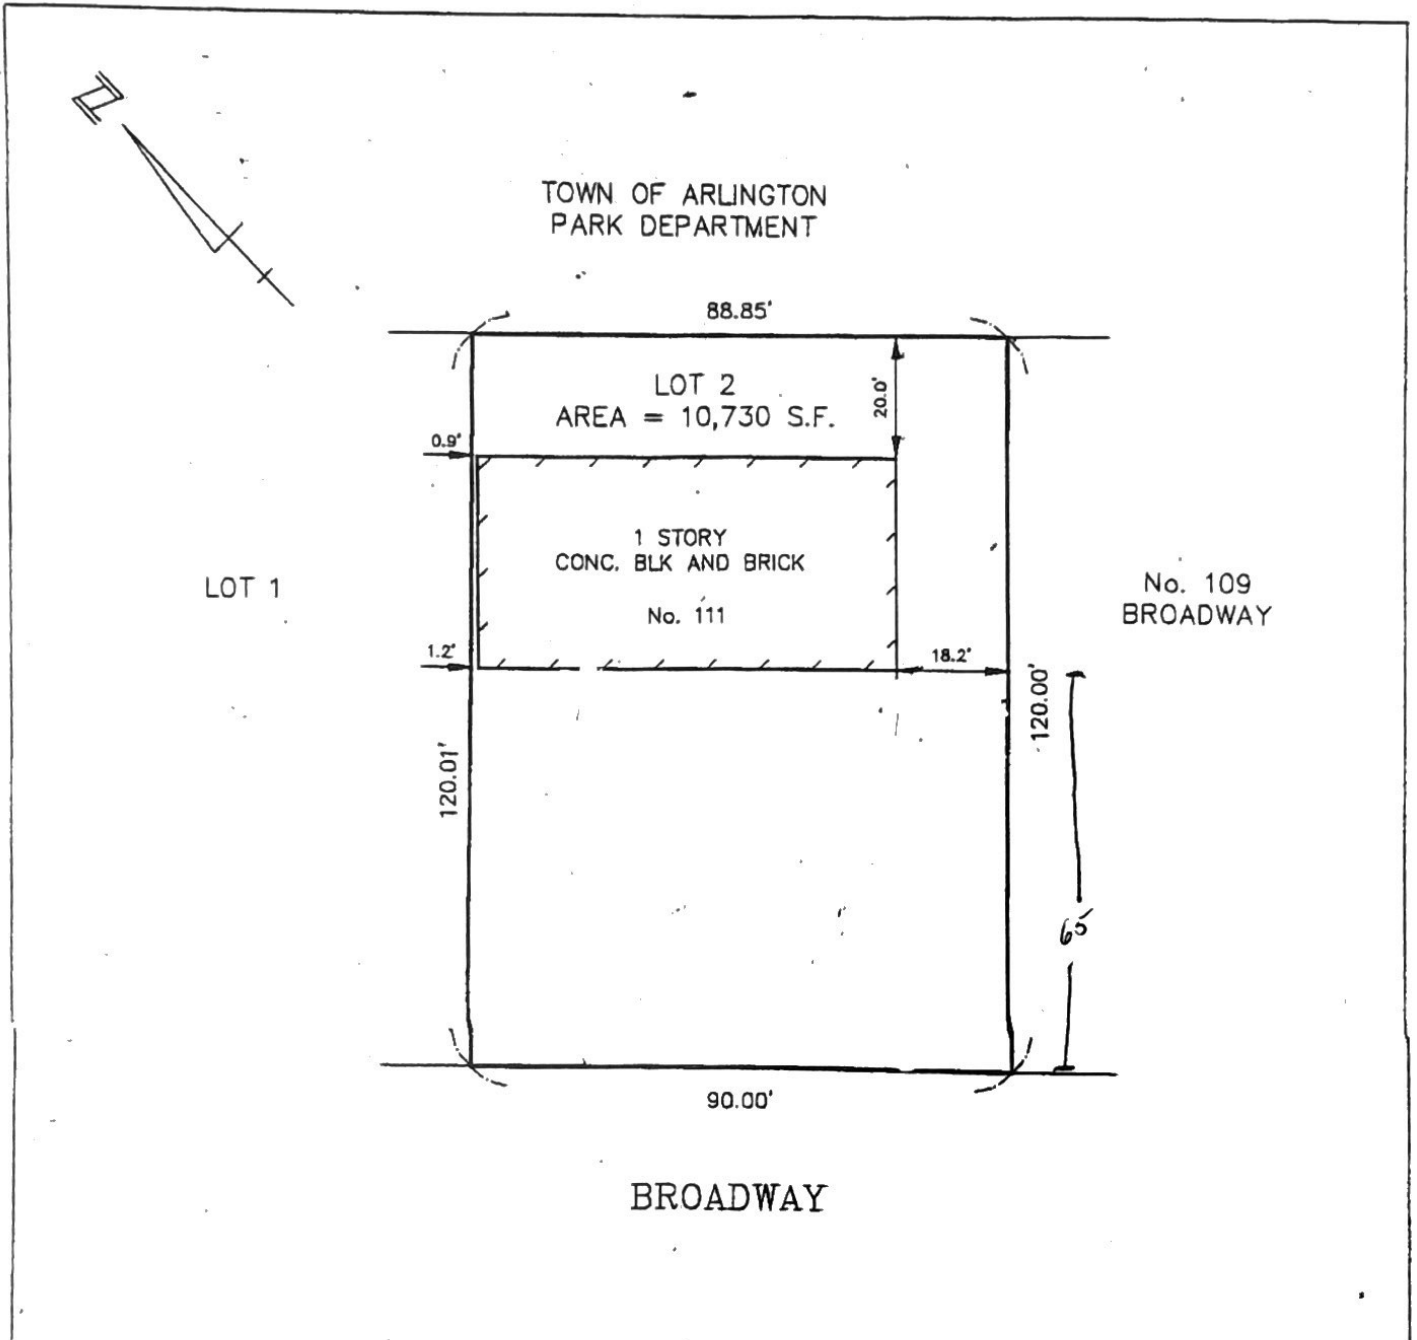 N
TOWN OF ARLINGTON
PARK DEPARTMENT
88.85'
LOT 2
AREA = 10,730 S.F.
20.0'
0.9'
1 STORY
CONC. BLK AND BRICK
No. 111
LOT 1
No. 109
BROADWAY
1.2'
18.2'
120.01'
120.00'
65'
90.00'
BROADWAY